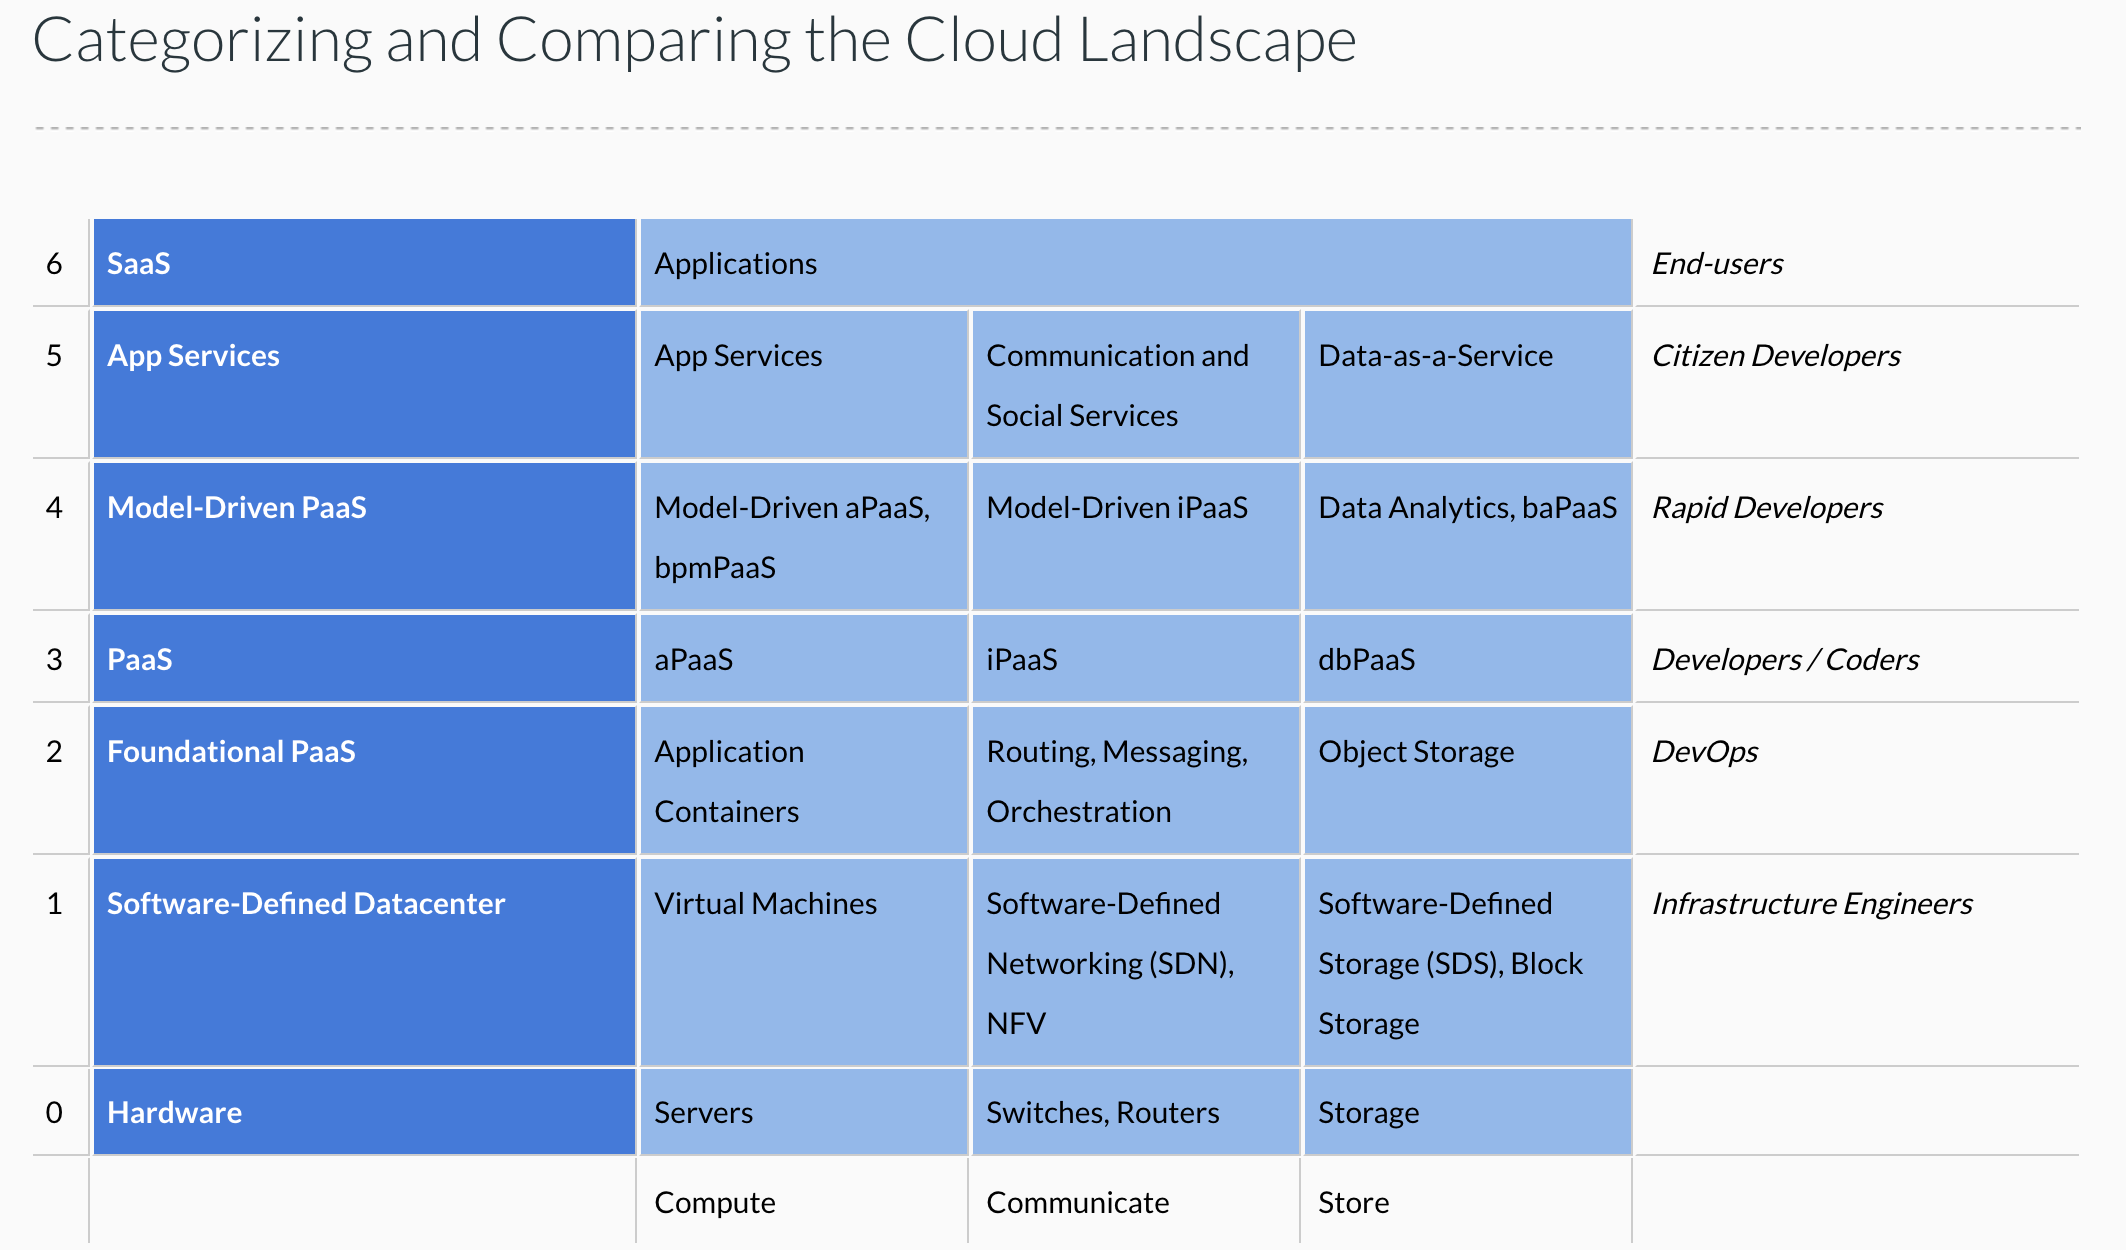 Categorizing and Comparing the Cloud Landscape
6 SaaS Applications End-users
5 App Services App Services Communication and Data-as-a-Service Citizen Developers
Social Services
4 Model-Driven PaaS Model-Driven aPaaS, Model-Driven iPaaS Data Analytics, baPaaS Rapid Developers
bpmPaaS
3 PaaS aPaaS iPaaS dbPaaS Developers / Coders
2 Foundational PaaS Application Routing, Messaging, Object Storage DevOps
Containers Orchestration
1 Software-Defined Datacenter Virtual Machines Software-Defined Software-Defined Infrastructure Engineers
Networking (SDN), Storage (SDS), Block
NFV Storage
0 Hardware Servers Switches, Routers Storage
Compute Communicate Store